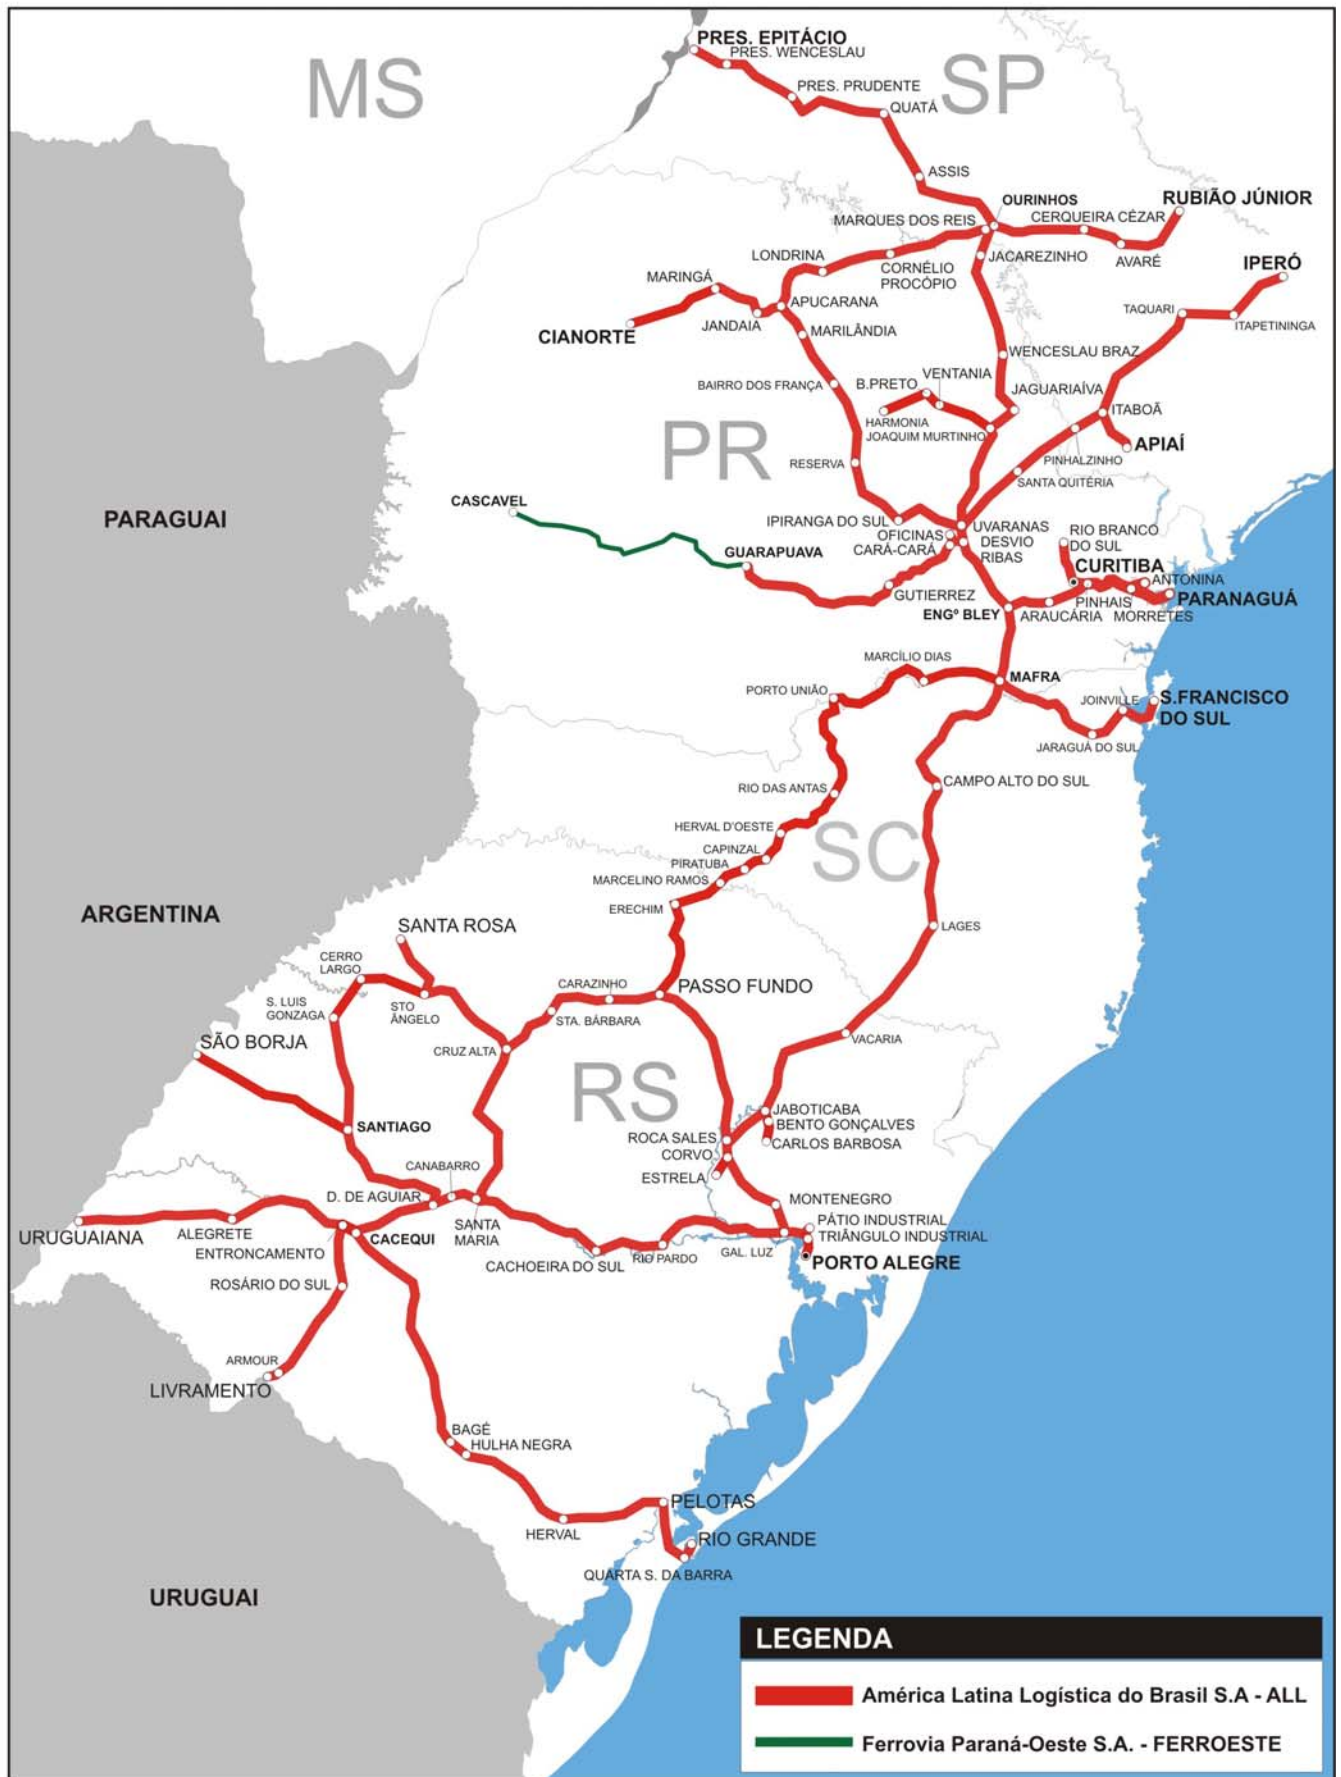 PRES. EPITÁCIO
PRES. WENCESLAU
MS
SP
PRES. PRUDENTE
QUATÁ
ASSIS
OURINHOS
RUBIÃO JÚNIOR
MARQUES DOS REIS
CERQUEIRA CÉZAR
LONDRINA
JACAREZINHO
AVARÉ
IPERÓ
CORNÉLIO
PROCÓPIO
MARINGÁ
APUCARANA
TAQUARI
JANDAIA
ITAPETININGA
CIANORTE
MARILÂNDIA
WENCESLAU BRAZ
VENTANIA
BAIRRO DOS FRANÇA
B.PRETO
JAGUARIAÍVA
ITABOÃ
HARMONIA
JOAQUIM MURTINHO
APIAÍ
PR
PINHALZINHO
RESERVA
SANTA QUITÉRIA
CASCAVEL
PARAGUAI
IPIRANGA DO SUL
UVARANAS
RIO BRANCO
DO SUL
OFICINAS
DESVIO
RIBAS
CARÁ-CARÁ
GUARAPUAVA
CURITIBA
ANTONINA
GUTIERREZ
PINHAIS
PARANAGUÁ
ENGº BLEY
ARAUCÁRIA
MORRETES
MARCÍLIO DIAS
MAFRA
PORTO UNIÃO
JOINVILLE
S.FRANCISCO
DO SUL
JARAGUÁ DO SUL
RIO DAS ANTAS
CAMPO ALTO DO SUL
HERVAL D'OESTE
SC
CAPINZAL
PIRATUBA
MARCELINO RAMOS
ERECHIM
ARGENTINA
SANTA ROSA
LAGES
CERRO
LARGO
CARAZINHO
PASSO FUNDO
S. LUIS
GONZAGA
STO
ÂNGELO
STA. BÁRBARA
SÃO BORJA
CRUZ ALTA
VACARIA
RS
JABOTICABA
BENTO GONÇALVES
SANTIAGO
ROCA SALES
CARLOS BARBOSA
CORVO
CANABARRO
ESTRELA
D. DE AGUIAR
MONTENEGRO
URUGUAIANA
ALEGRETE
SANTA
MARIA
PÁTIO INDUSTRIAL
TRIÂNGULO INDUSTRIAL
ENTRONCAMENTO
CACEQUI
RIO PARDO
GAL. LUZ
PORTO ALEGRE
CACHOEIRA DO SUL
ROSÁRIO DO SUL
ARMOUR
LIVRAMENTO
BAGÉ
HULHA NEGRA
PELOTAS
HERVAL
RIO GRANDE
QUARTA S. DA BARRA
URUGUAI
LEGENDA
América Latina Logística do Brasil S.A - ALL
Ferrovia Paraná-Oeste S.A. - FERROESTE